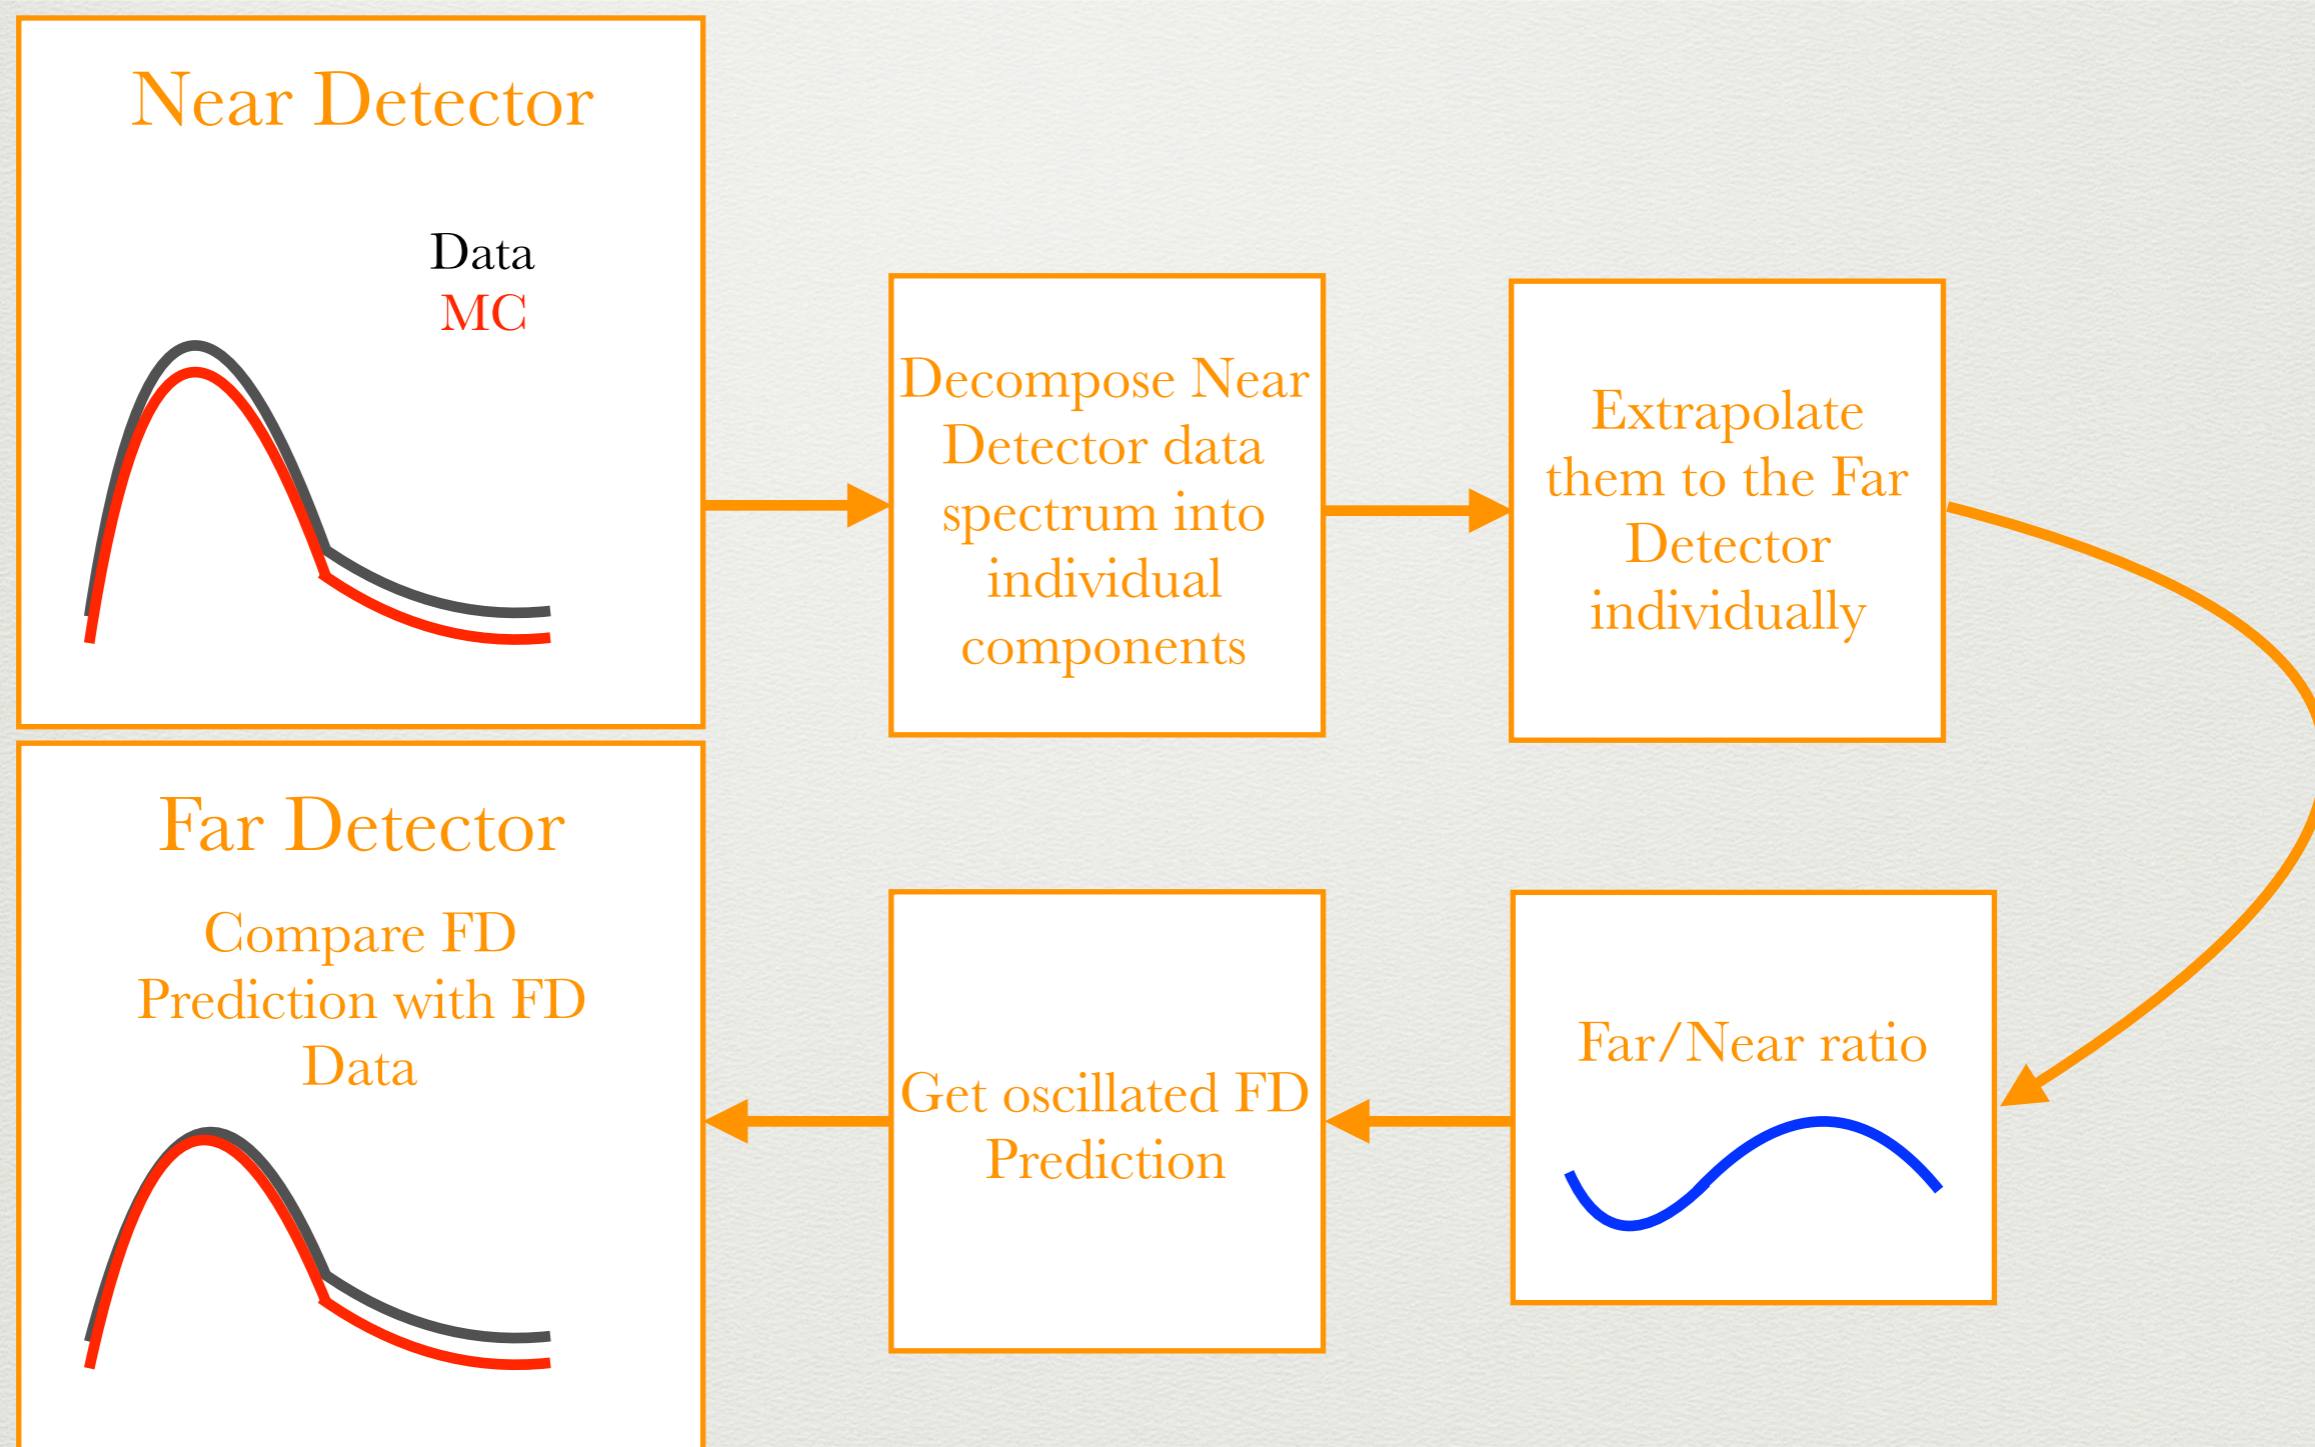 Near Detector
Data
MC
Decompose Near
Detector data
spectrum into
individual
components
Extrapolate
them to the Far
Detector
individually
Far/Near ratio
Get oscillated FD
Prediction
Far Detector
Compare FD
Prediction with FD
Data